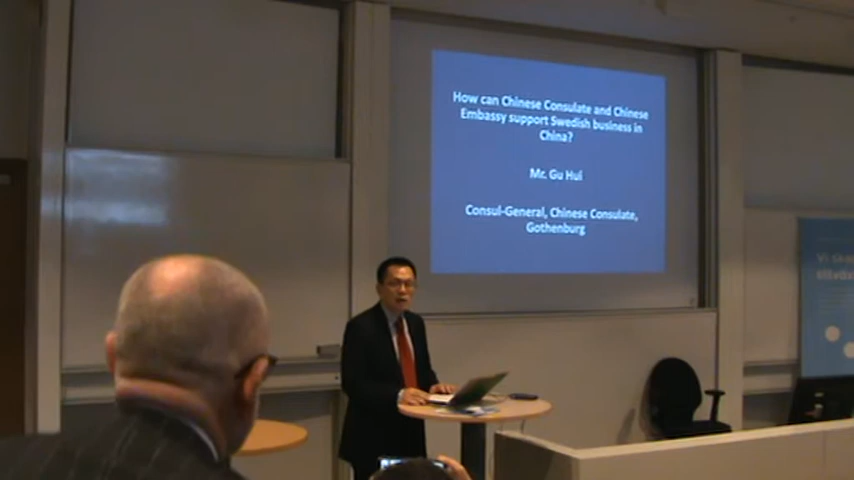 How can Chinese Consulate and Chinese
Embassy support Swedish business in
China?
Mr. Gu Hui
Consul-General, Chinese Consulate,
Gothenburg
Vi